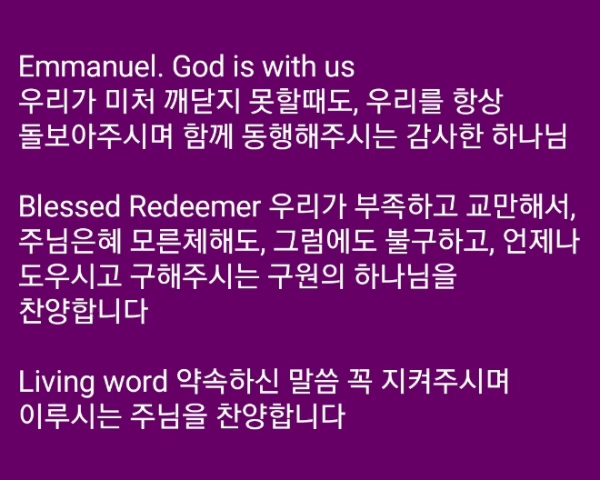 Emmanuel. God is with us
우리가 미처 깨닫지 못할때도, 우리를 항상
돌보아주시며 함께 동행해주시는 감사한 하나님
Blessed Redeemer 우리가 부족하고 교만해서,
주님은혜 모른체해도, 그럼에도 불구하고, 언제나
도우시고 구해주시는 구원의 하나님을
찬양합니다
Living word 약속하신 말씀 꼭 지켜주시며
이루시는 주님을 찬양합니다